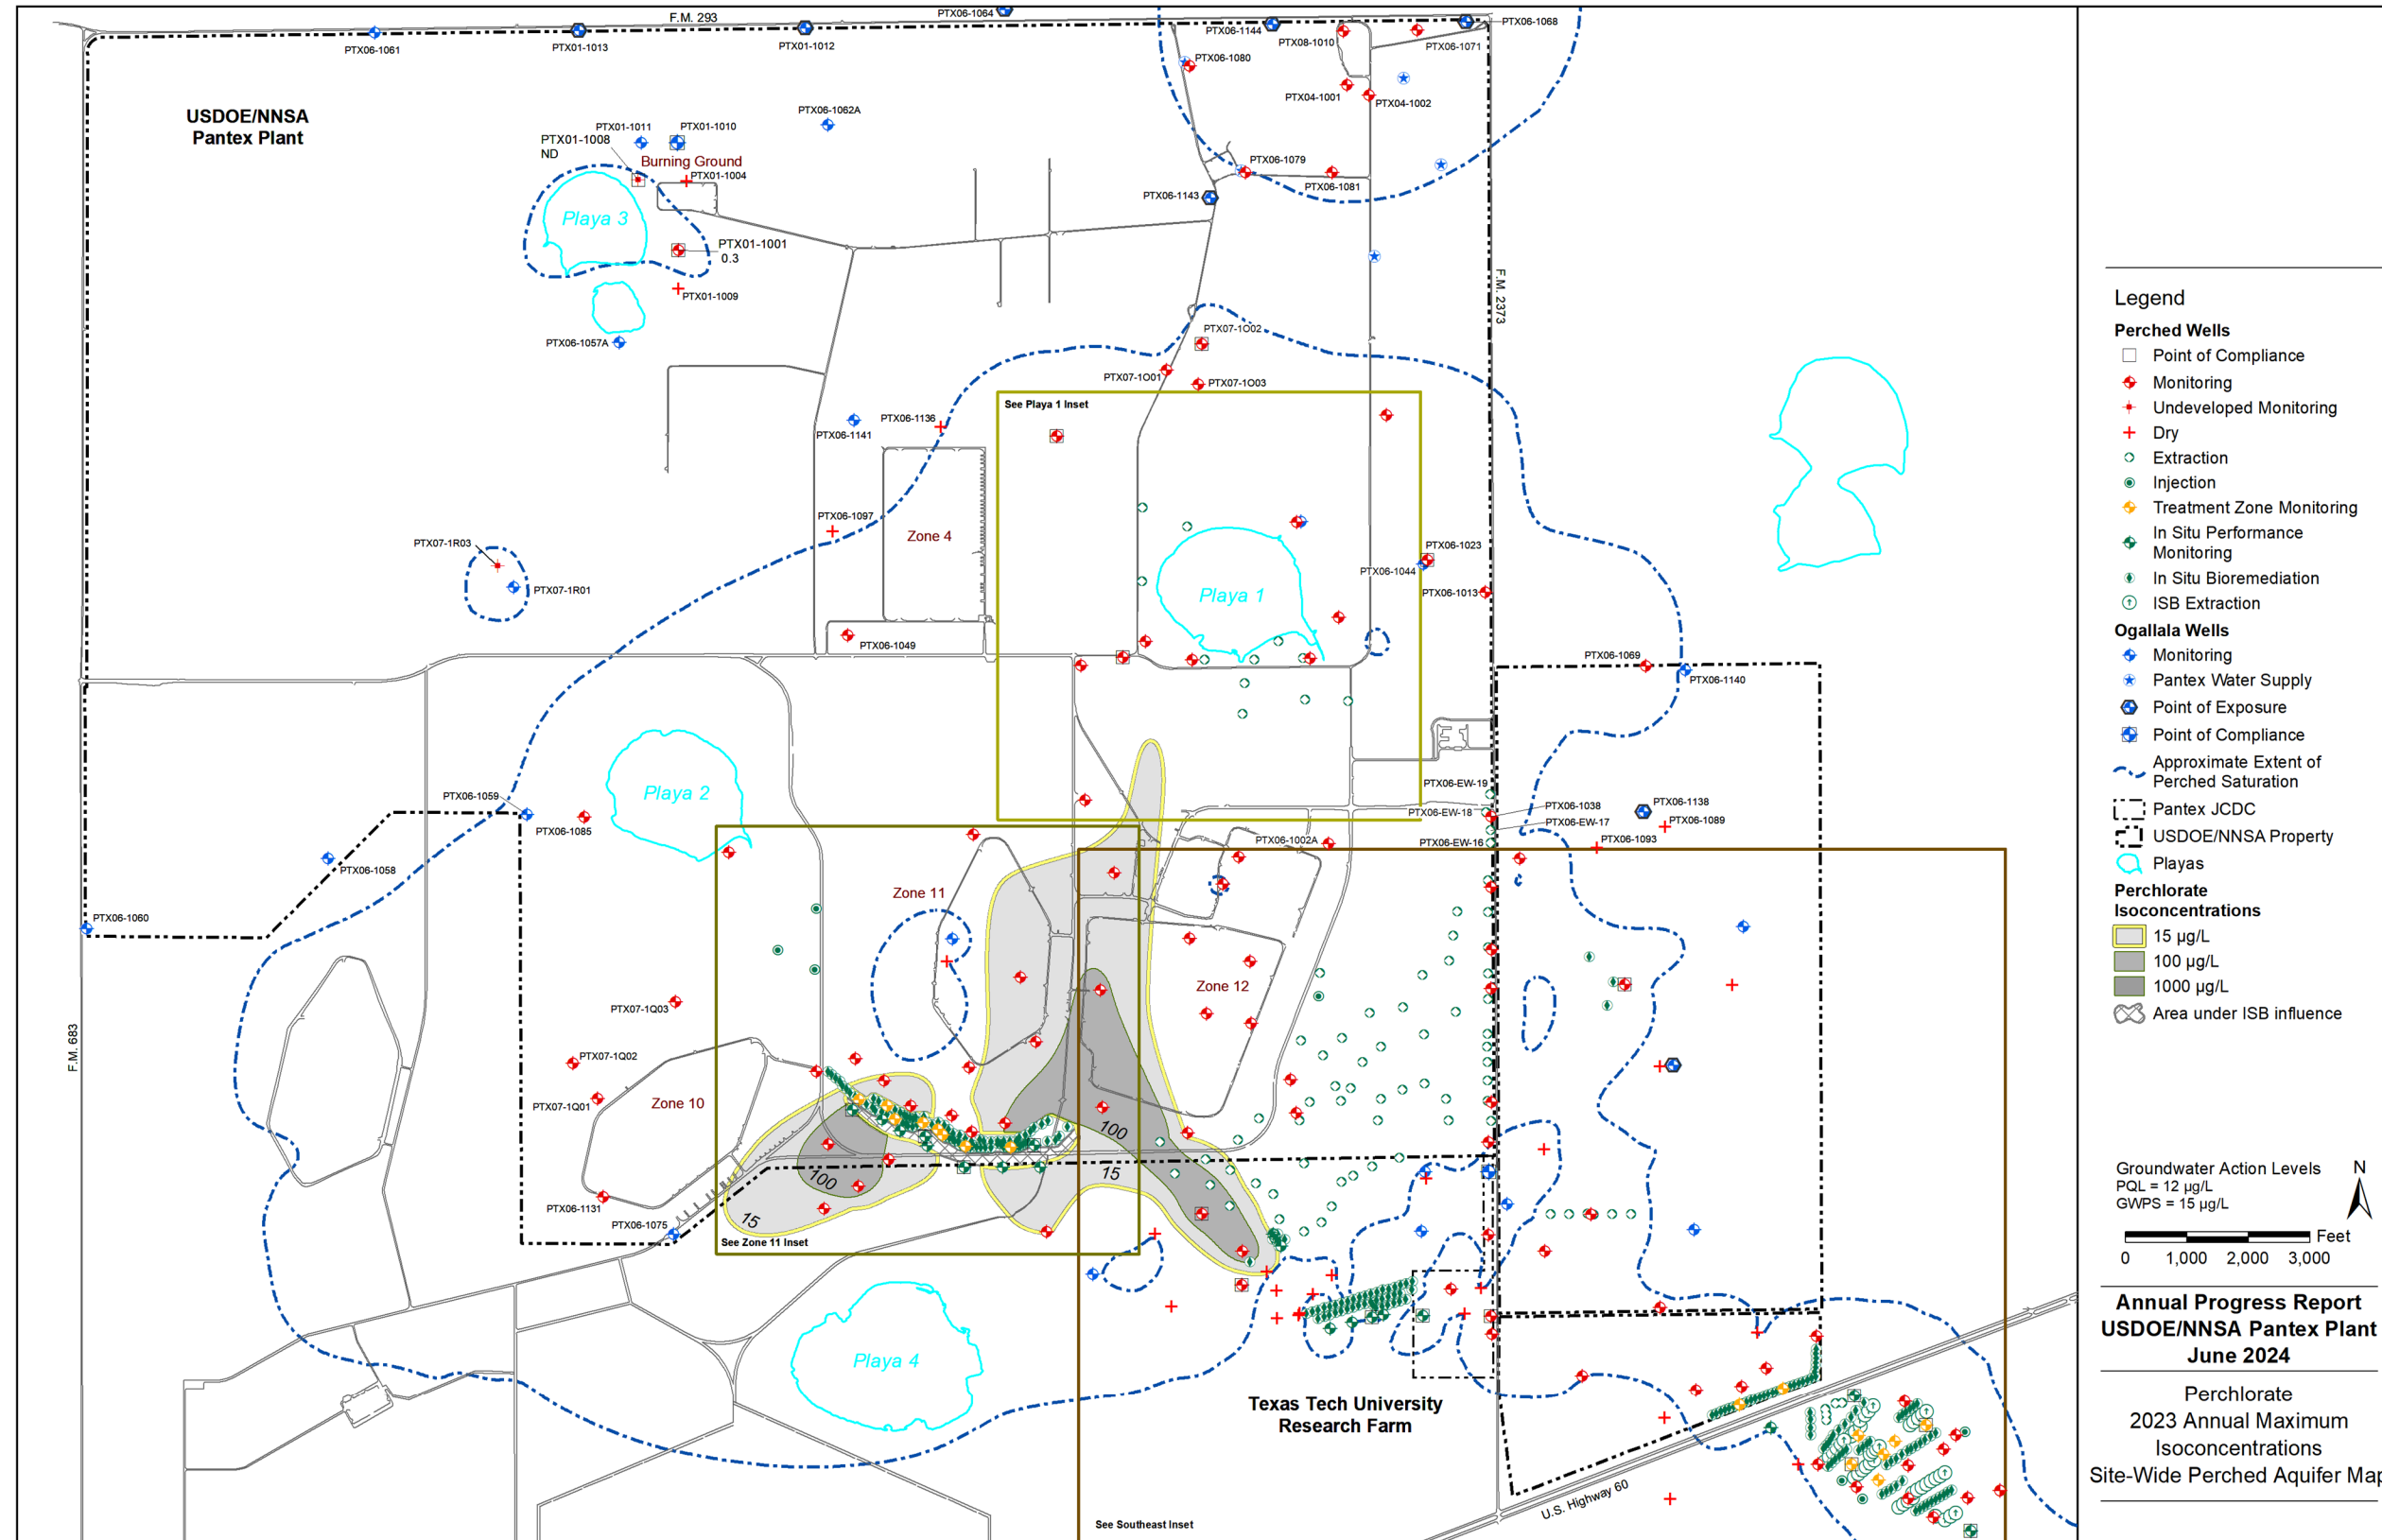 F.M. 293
PTX06-1064
PTX06-1061
PTX01-1013
PTX01-1012
PTX06-1144
PTX08-1010
PTX06-1068
PTX06-1071
PTX06-1080
PTX04-1001
PTX04-1002
USDOE/NNSA
Pantex Plant
PTX06-1062A
PTX01-1011
PTX01-1010
PTX01-1008
ND
Burning Ground
PTX01-1004
PTX06-1079
PTX06-1081
PTX06-1143
Playa 3
PTX01-1001
0.3
PTX01-1009
PTX06-1057A
F.M. 2373
PTX07-1O02
PTX07-1O01
PTX07-1O03
See Playa 1 Inset
PTX06-1136
PTX06-1141
PTX06-1097
Zone 4
PTX07-1R03
PTX07-1R01
PTX06-1023
PTX06-1044
PTX06-1013
Playa 1
PTX06-1049
PTX06-1069
PTX06-1140
Playa 2
PTX06-1059
PTX06-1085
PTX06-1058
PTX06-1060
PTX06-EW-19
PTX06-1038
PTX06-EW-18
PTX06-EW-17
PTX06-EW-16
PTX06-1138
PTX06-1089
PTX06-1093
PTX06-1002A
Zone 11
Zone 12
PTX07-1Q03
PTX07-1Q02
PTX07-1Q01
Zone 10
F.M. 683
100
100
15
15
PTX06-1131
PTX06-1075
See Zone 11 Inset
Playa 4
Texas Tech University
Research Farm
U.S. Highway 60
See Southeast Inset
Legend
Perched Wells
Point of Compliance
Monitoring
Undeveloped Monitoring
Dry
Extraction
Injection
Treatment Zone Monitoring
In Situ Performance
Monitoring
In Situ Bioremediation
ISB Extraction
Ogallala Wells
Monitoring
Pantex Water Supply
Point of Exposure
Point of Compliance
Approximate Extent of
Perched Saturation
Pantex JCDC
USDOE/NNSA Property
Playas
Perchlorate
Isoconcentrations
15 µg/L
100 µg/L
1000 µg/L
Area under ISB influence
Groundwater Action Levels
PQL = 12 µg/L
GWPS = 15 µg/L
N
Feet
0 1,000 2,000 3,000
Annual Progress Report
USDOE/NNSA Pantex Plant
June 2024
Perchlorate
2023 Annual Maximum
Isoconcentrations
Site-Wide Perched Aquifer Map